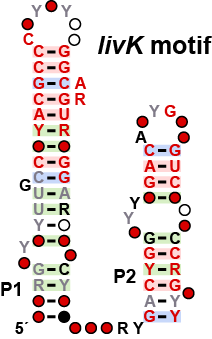 Y Y
C
livK motif
C G
C G
G C A
C G R
A U
Y R
C G
C G
G
U A
U R
Y
Y
R C
G Y
P1
5´
R Y
Y G
A
C G
A U
G C
Y
Y
G C
G C
Y R
P2
C G
A Y
G Y